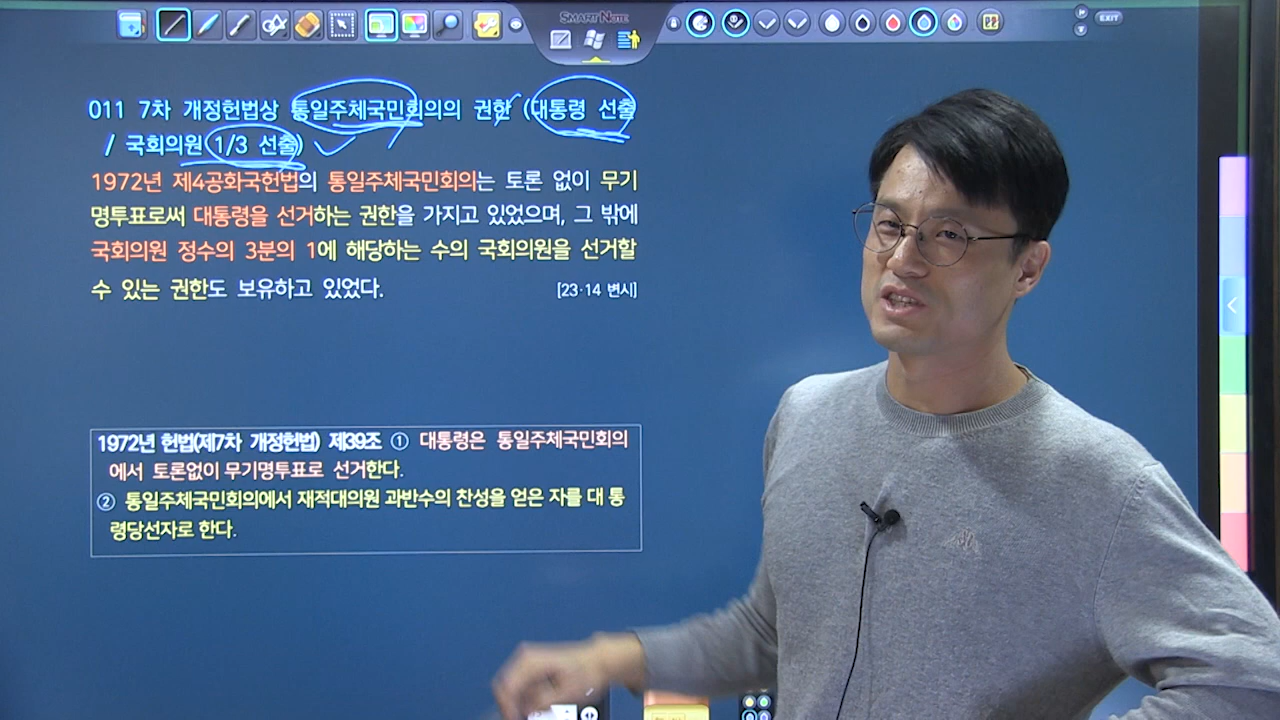 SMART NOTE
EXIT
011 7차 개정헌법상 통일주체국민회의의 권한 (대통령 선출
/ 국회의원 1/3 선출)
1972년 제4공화국헌법의 통일주체국민회의는 토론 없이 무기
명투표로써 대통령을 선거하는 권한을 가지고 있었으며, 그 밖에
국회의원 정수의 3분의 1에 해당하는 수의 국회의원을 선거할
수 있는 권한도 보유하고 있었다. [23·14 변시]
1972년 헌법(제7차 개정헌법) 제39조 ① 대통령은 통일주체국민회의
에서 토론없이 무기명투표로 선거한다.
② 통일주체국민회의에서 재적대의원 과반수의 찬성을 얻은 자를 대 통
령당선자로 한다.